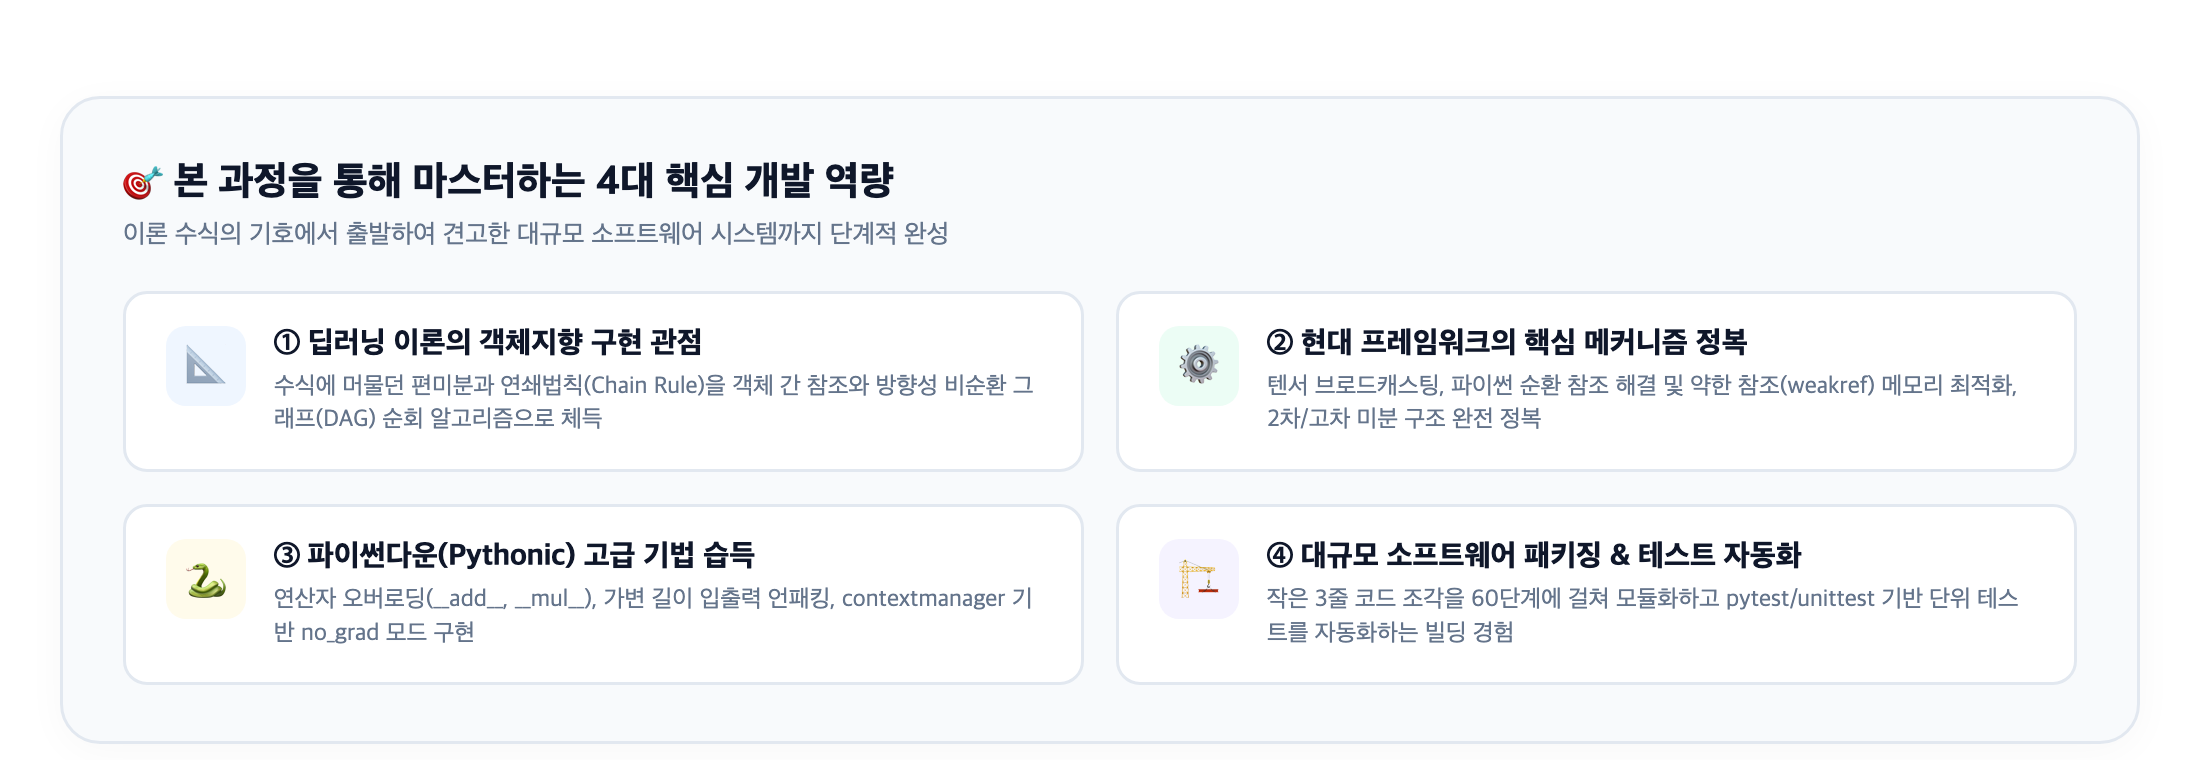 🎯 본 과정을 통해 마스터하는 4대 핵심 개발 역량
이론 수식의 기호에서 출발하여 견고한 대규모 소프트웨어 시스템까지 단계적 완성
① 딥러닝 이론의 객체지향 구현 관점
수식에 머물던 편미분과 연쇄법칙(Chain Rule)을 객체 간 참조와 방향성 비순환 그
래프(DAG) 순회 알고리즘으로 체득
② 현대 프레임워크의 핵심 메커니즘 정복
텐서 브로드캐스팅, 파이썬 순환 참조 해결 및 약한 참조(weakref) 메모리 최적화,
2차/고차 미분 구조 완전 정복
③ 파이썬다운(Pythonic) 고급 기법 습득
연산자 오버로딩(__add__, __mul__), 가변 길이 입출력 언패킹, contextmanager 기
반 no_grad 모드 구현
④ 대규모 소프트웨어 패키징 & 테스트 자동화
작은 3줄 코드 조각을 60단계에 걸쳐 모듈화하고 pytest/unittest 기반 단위 테스
트를 자동화하는 빌딩 경험